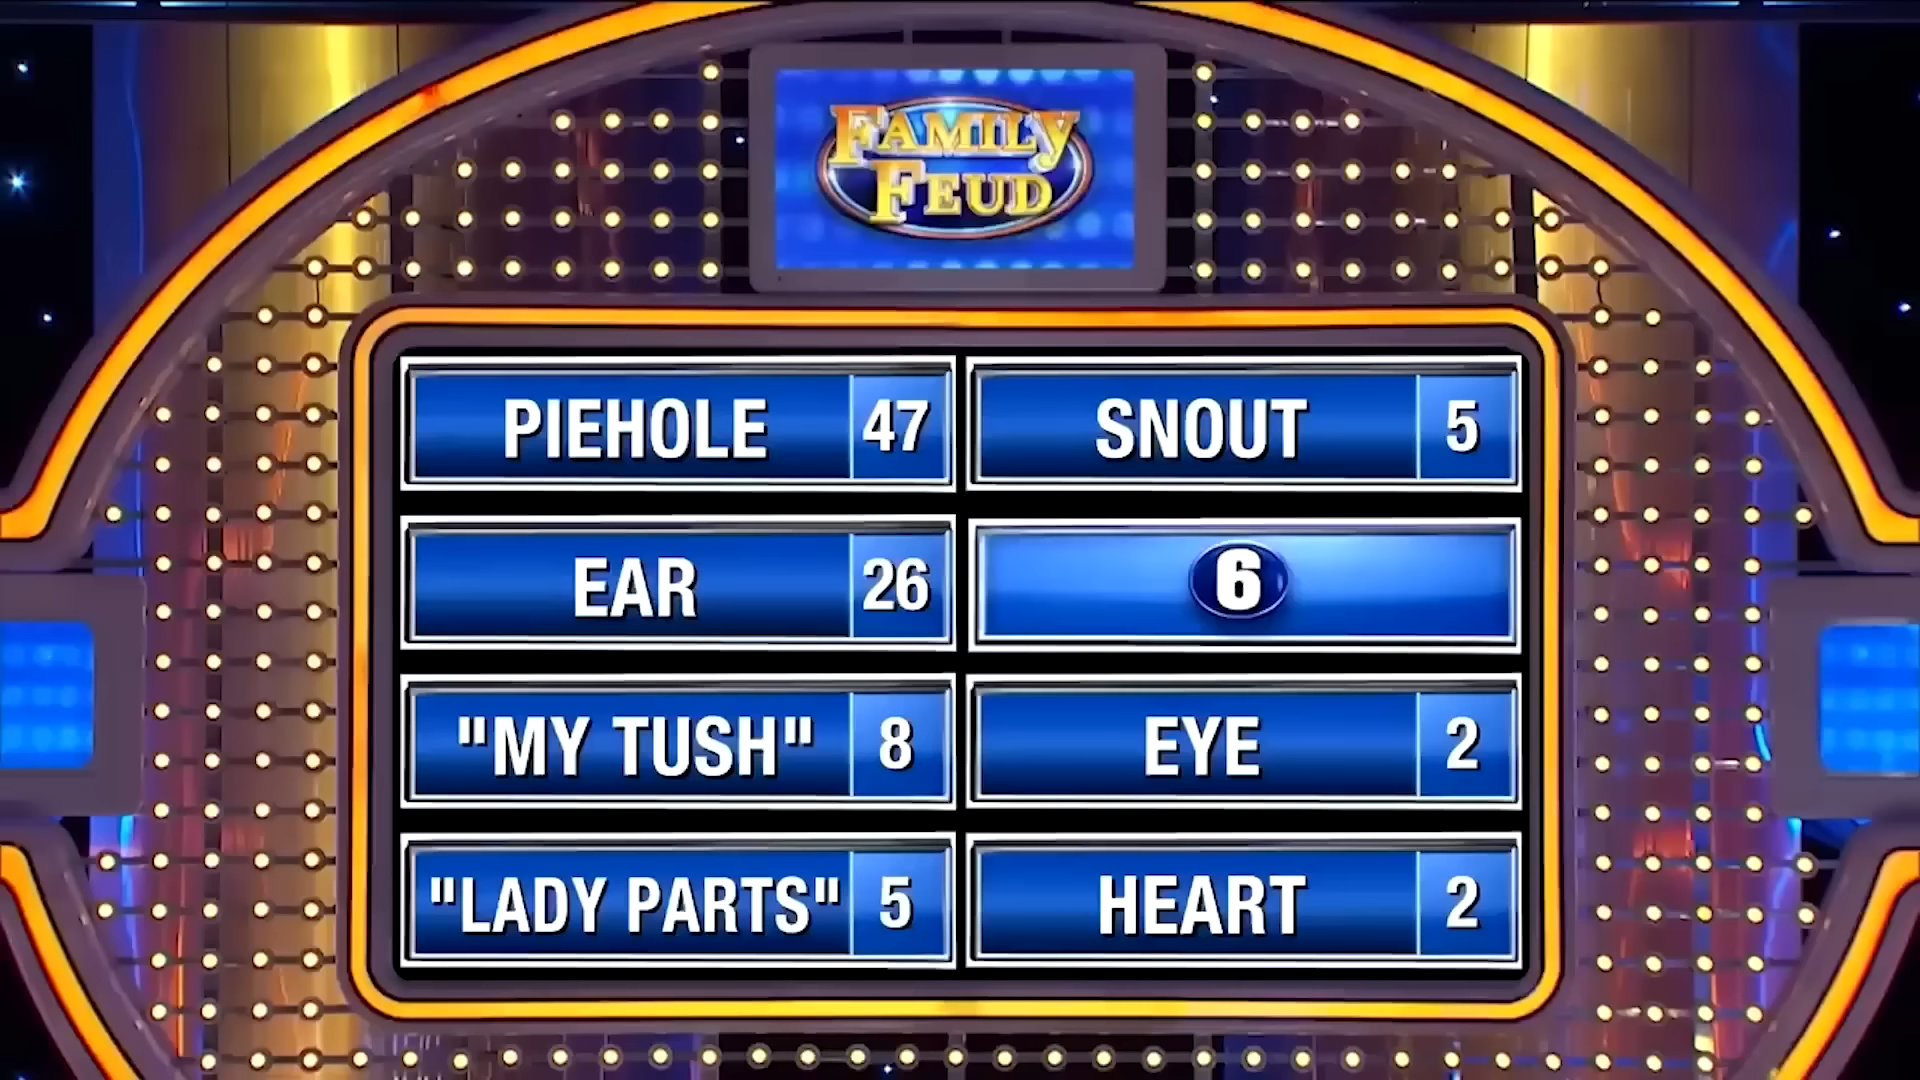 FAMILY
FEUD
PIEHOLE 47
EAR 26
"MY TUSH" 8
"LADY PARTS" 5
SNOUT 5
6
EYE 2
HEART 2